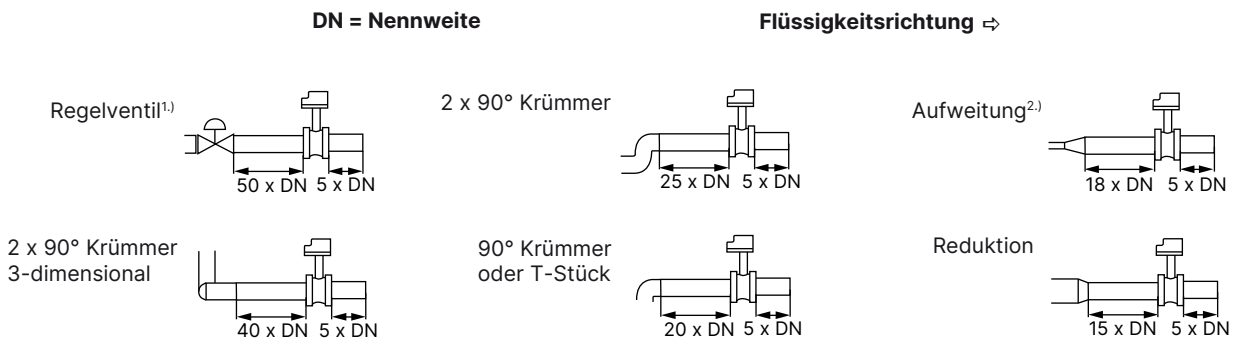 DN = Nennweite
Flüssigkeitsrichtung ⇨
Regelventil1.)
50 x DN 5 x DN
2 x 90° Krümmer
25 x DN 5 x DN
Aufweitung2.)
18 x DN 5 x DN
2 x 90° Krümmer
3-dimensional
40 x DN 5 x DN
90° Krümmer
oder T-Stück
20 x DN 5 x DN
Reduktion
15 x DN 5 x DN